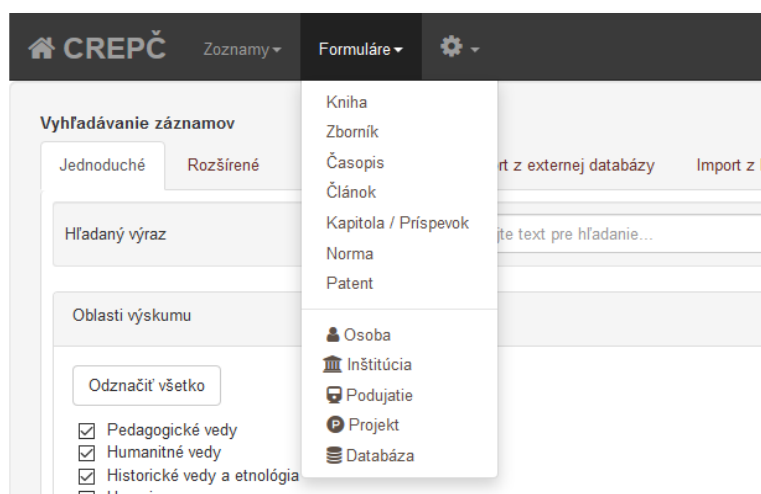 CREPČ Zoznamy Formuláre
Kniha
Vyhľadávanie záznamov
Zborník
Jednoduché Rozšírené Časopis rt z externej databázy Import z
Článok
Hľadaný výraz Kapitola / Príspevok te text pre hľadanie...
Norma
Patent
Oblasti výskumu
Osoba
Inštitúcia
Odznačiť všetko Podujatie
Projekt
Pedagogické vedy
Humanitné vedy Databáza
Historické vedy a etnológia